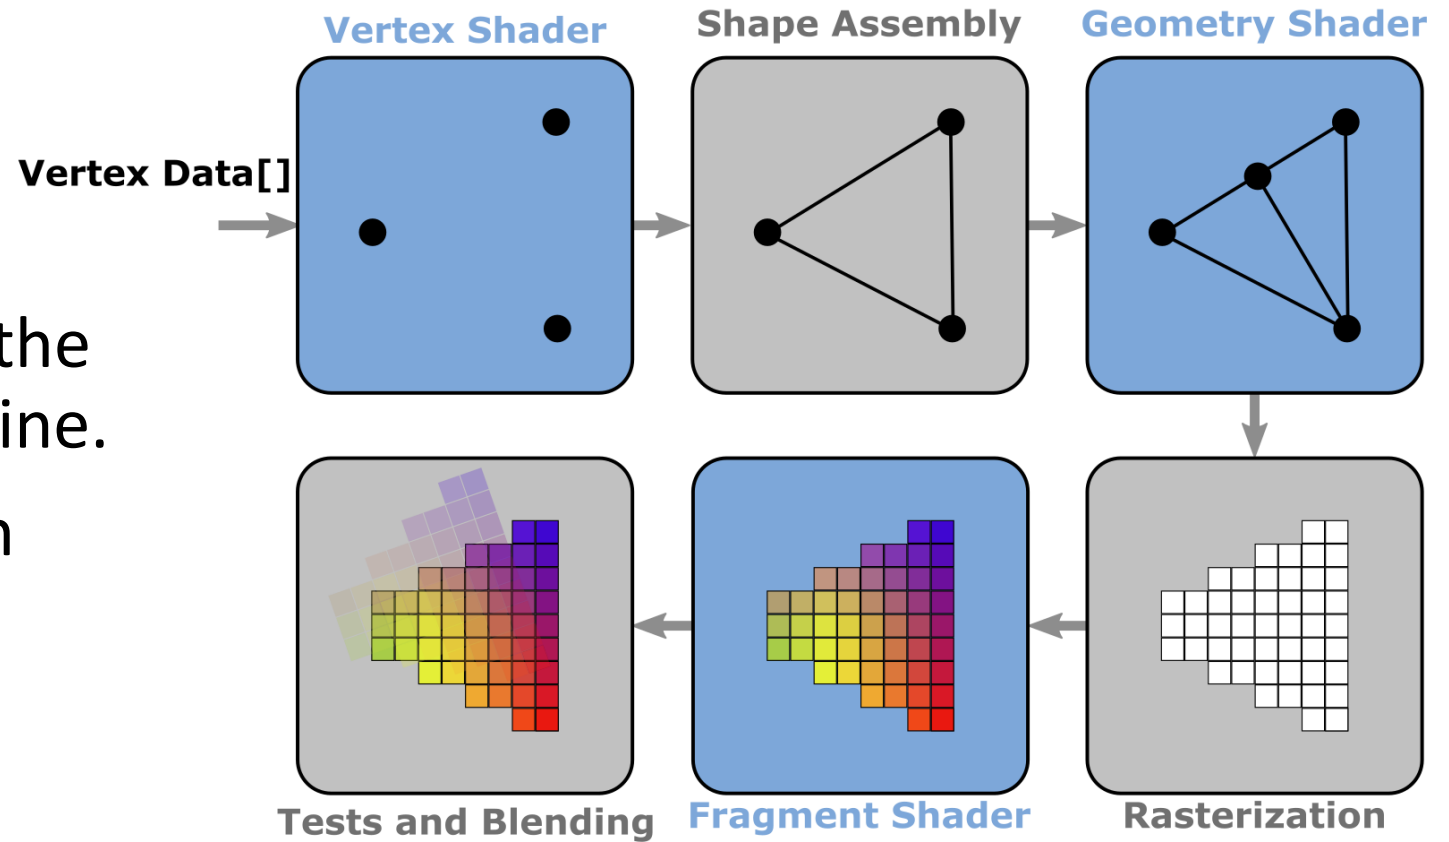 Vertex Shader
Shape Assembly
Geometry Shader
Vertex Data[]
the
ine.
Tests and Blending
Fragment Shader
Rasterization